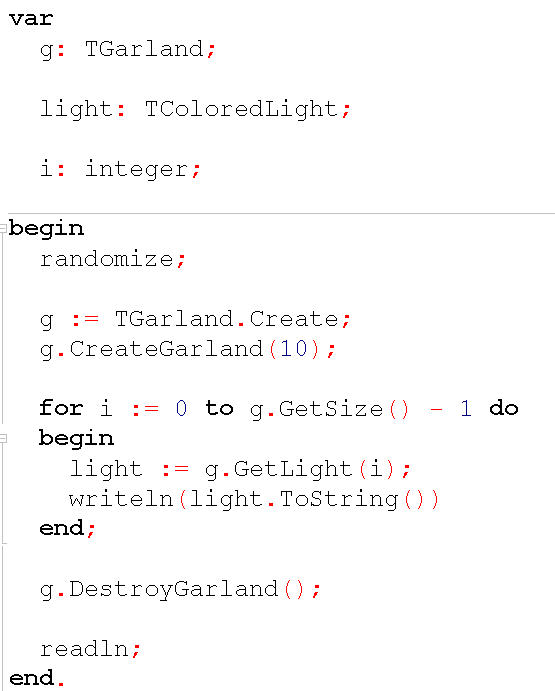 var
  g: TGarland;

  light: TColoredLight;

  i: integer;

begin
  randomize;

  g := TGarland.Create;
  g.CreateGarland(10);

  for i := 0 to g.GetSize() - 1 do
  begin
    light := g.GetLight(i);
    writeln(light.ToString())
  end;

  g.DestroyGarland();

  readln;
end.